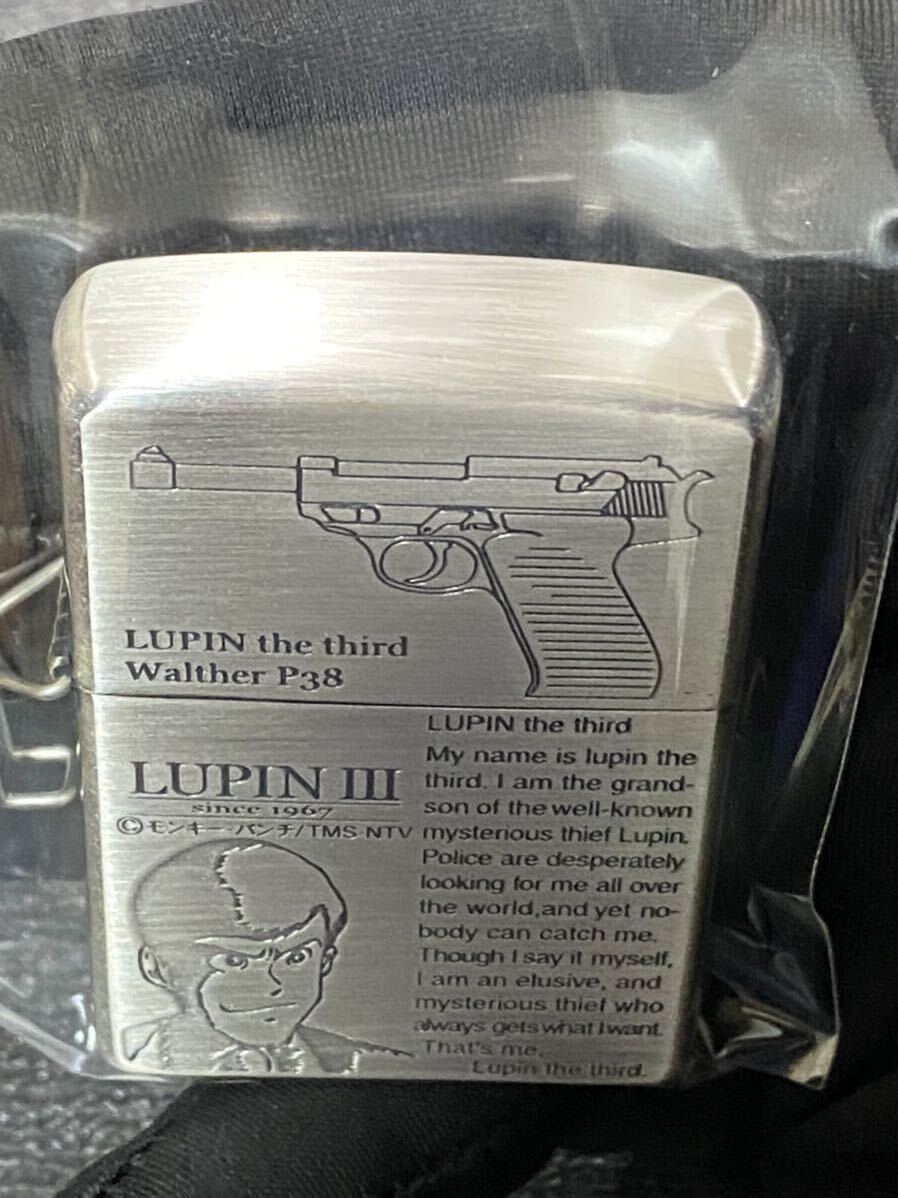 LUPIN the third
Walther P38
LUPIN III
since 1967
©モンキー・パンチ/TMS・NTV
LUPIN the third
My name is lupin the
third. I am the grand-
son of the well-known
mysterious thief Lupin.
Police are desperately
looking for me all over
the world,and yet no-
body can catch me.
Though I say it myself,
I am an elusive, and
mysterious thief who
always gets what I want.
That's me,
Lupin the third.